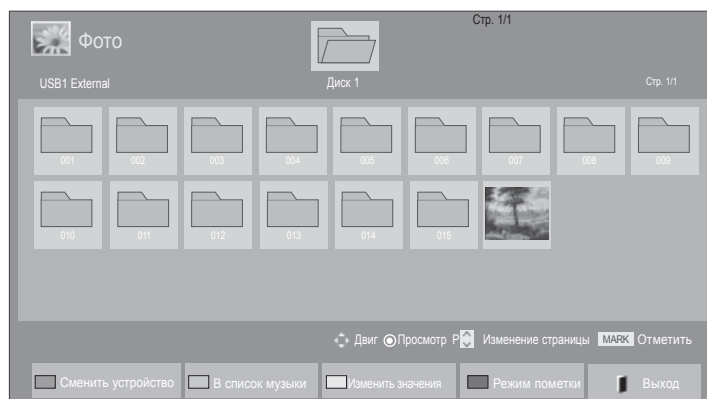 Стр. 1/1
Фото
USB1 External
Диск 1
Стр. 1/1
001 002 003 004 005 006 007 008 009
010 011 012 013 014 015
Двиг Просмотр P Изменение страницы MARK Отметить
Сменить устройство В список музыки Изменить значения Режим пометки Выход